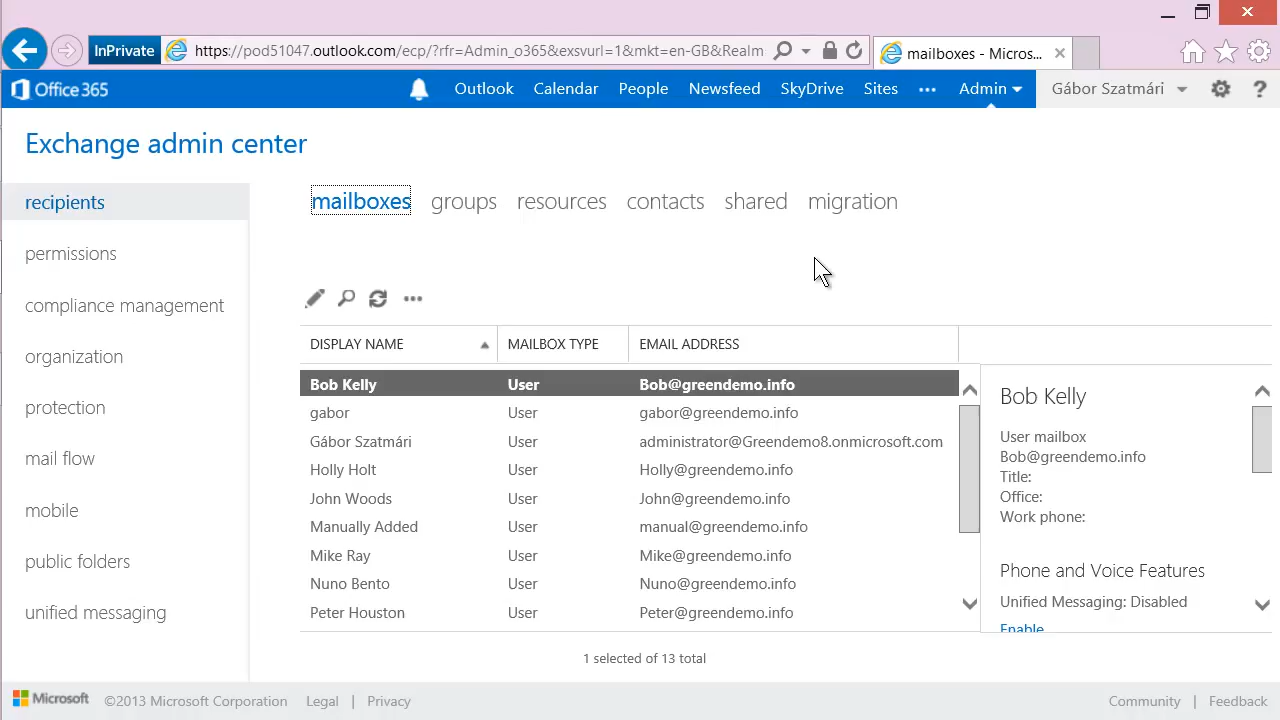 InPrivate
https://pod51047.outlook.com/ecp/?rfr=Admin_o365&exsvurl=1&mkt=en-GB&Realm
mailboxes - Micros...
Office 365
Outlook Calendar People Newsfeed SkyDrive Sites ... Admin Gábor Szatmári ?
Exchange admin center
recipients
permissions
compliance management
organization
protection
mail flow
mobile
public folders
unified messaging
mailboxes groups resources contacts shared migration
DISPLAY NAME MAILBOX TYPE EMAIL ADDRESS
Bob Kelly User Bob@greendemo.info
gabor User gabor@greendemo.info
Gábor Szatmári User administrator@Greendemo8.onmicrosoft.com
Holly Holt User Holly@greendemo.info
John Woods User John@greendemo.info
Manually Added User manual@greendemo.info
Mike Ray User Mike@greendemo.info
Nuno Bento User Nuno@greendemo.info
Peter Houston User Peter@greendemo.info
1 selected of 13 total
Bob Kelly
User mailbox
Bob@greendemo.info
Title:
Office:
Work phone:
Phone and Voice Features
Unified Messaging: Disabled
Enable
Microsoft ©2013 Microsoft Corporation Legal | Privacy Community | Feedback